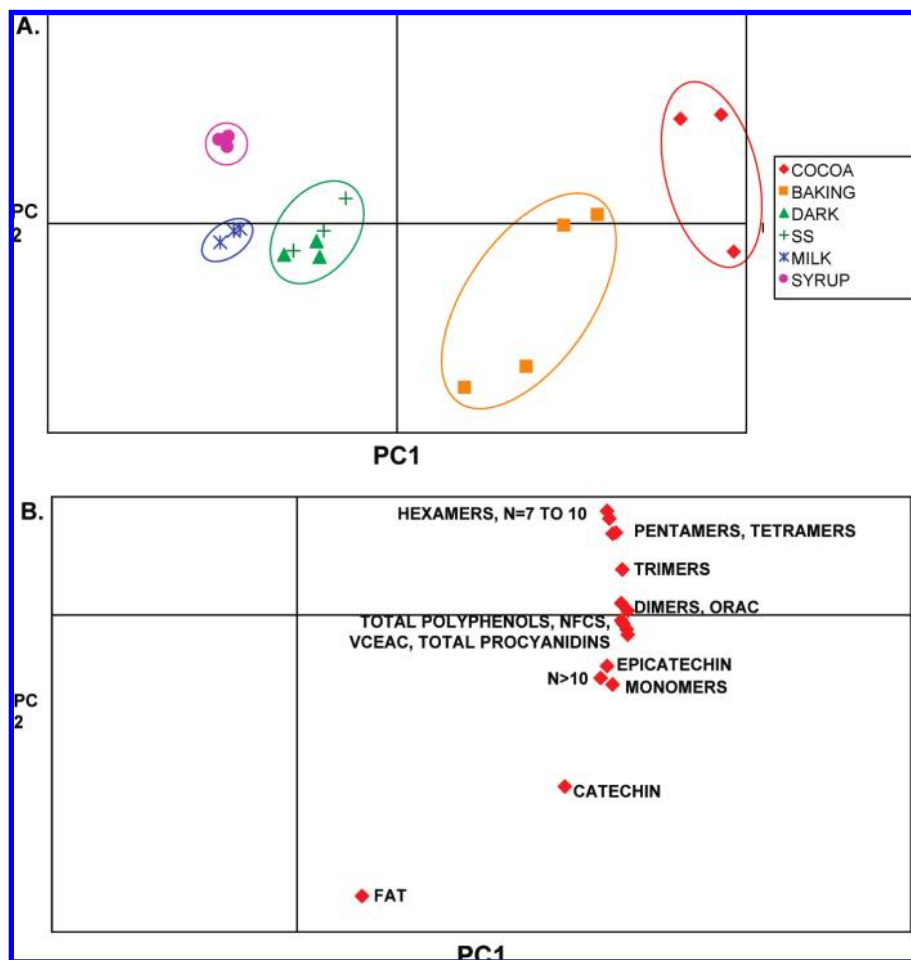 A.
PC
2
PC1
COCOA
BAKING
DARK
SS
MILK
SYRUP
B.
HEXAMERS, N=7 TO 10
PENTAMERS, TETRAMERS
TRIMERS
DIMERS, ORAC
TOTAL POLYPHENOLS, NFCS,
VCEAC, TOTAL PROCYANIDINS
EPICATECHIN
N>10
MONOMERS
PC
2
CATECHIN
FAT
PC1